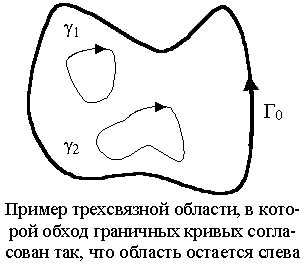 γ₁
Γ₀
γ₂
Пример трехсвязной области, в кото-
рой обход граничных кривых согла-
сован так, что область остается слева